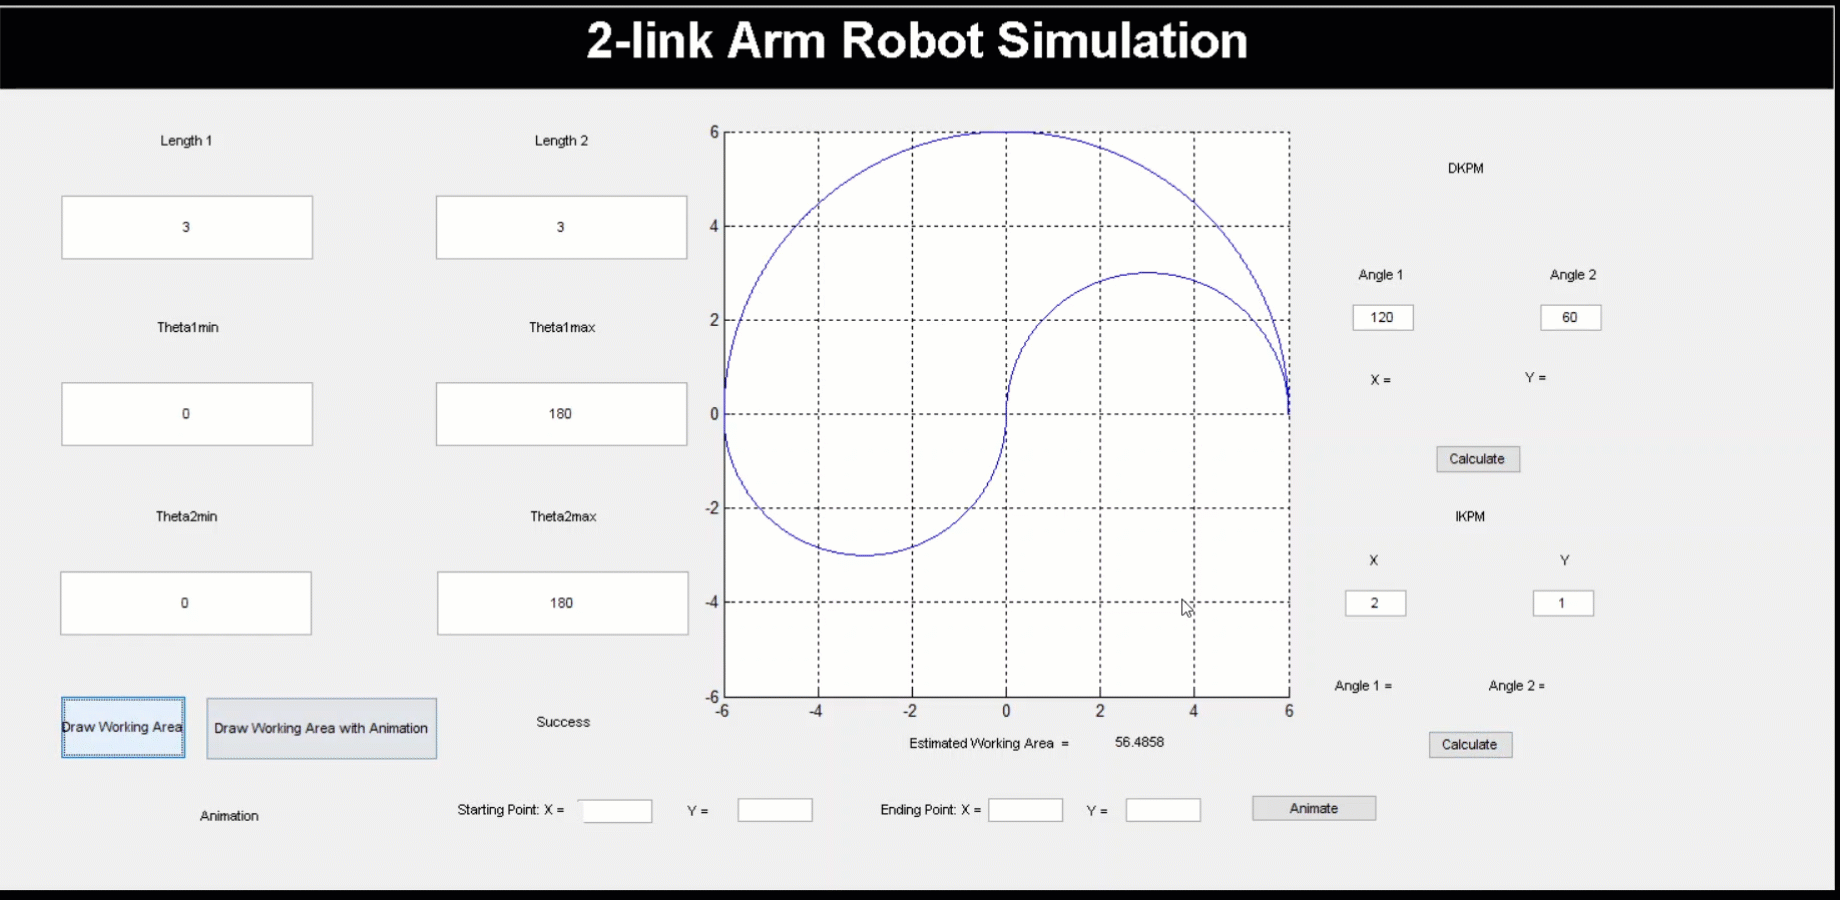 2-link Arm Robot Simulation
Length 1
Length 2
3
3
Theta1min
Theta1max
0
180
Theta2min
Theta2max
0
180
Draw Working Area
Draw Working Area with Animation
Success
6
4
2
0
-2
-4
-6
-6
-4
-2
0
2
4
6
Estimated Working Area = 56.4858
DKPM
Angle 1
Angle 2
120
60
X =
Y =
Calculate
IKPM
X
Y
2
1
Angle 1 =
Angle 2 =
Calculate
Animation
Starting Point: X =
Y =
Ending Point: X =
Y =
Animate